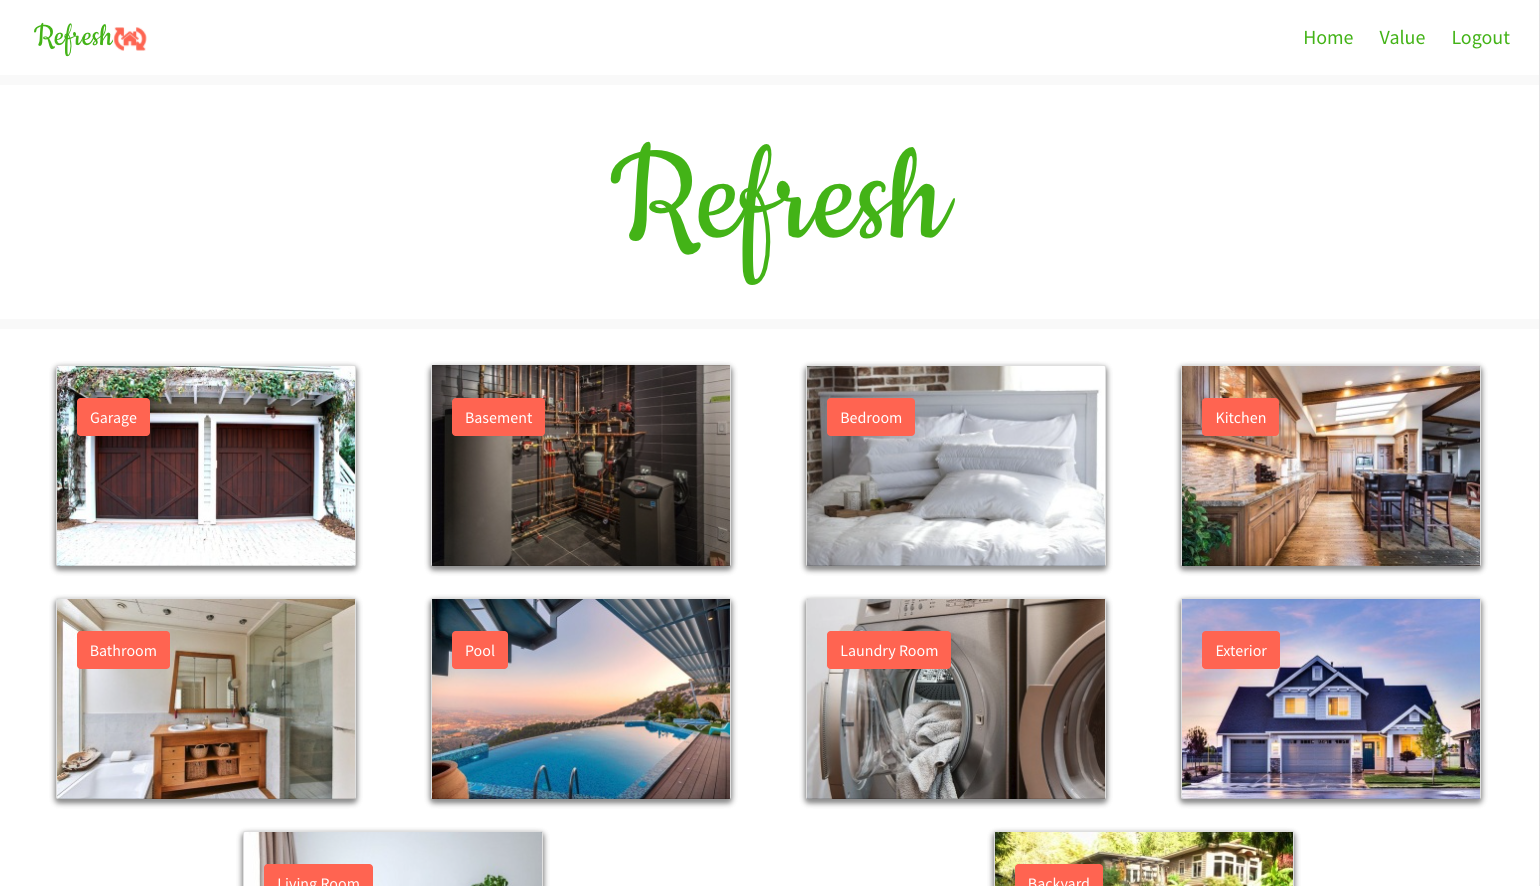 Refresh
Home Value Logout
Refresh
Garage
Basement
Bedroom
Kitchen
Bathroom
Pool
Laundry Room
Exterior
Living Room
Backyard